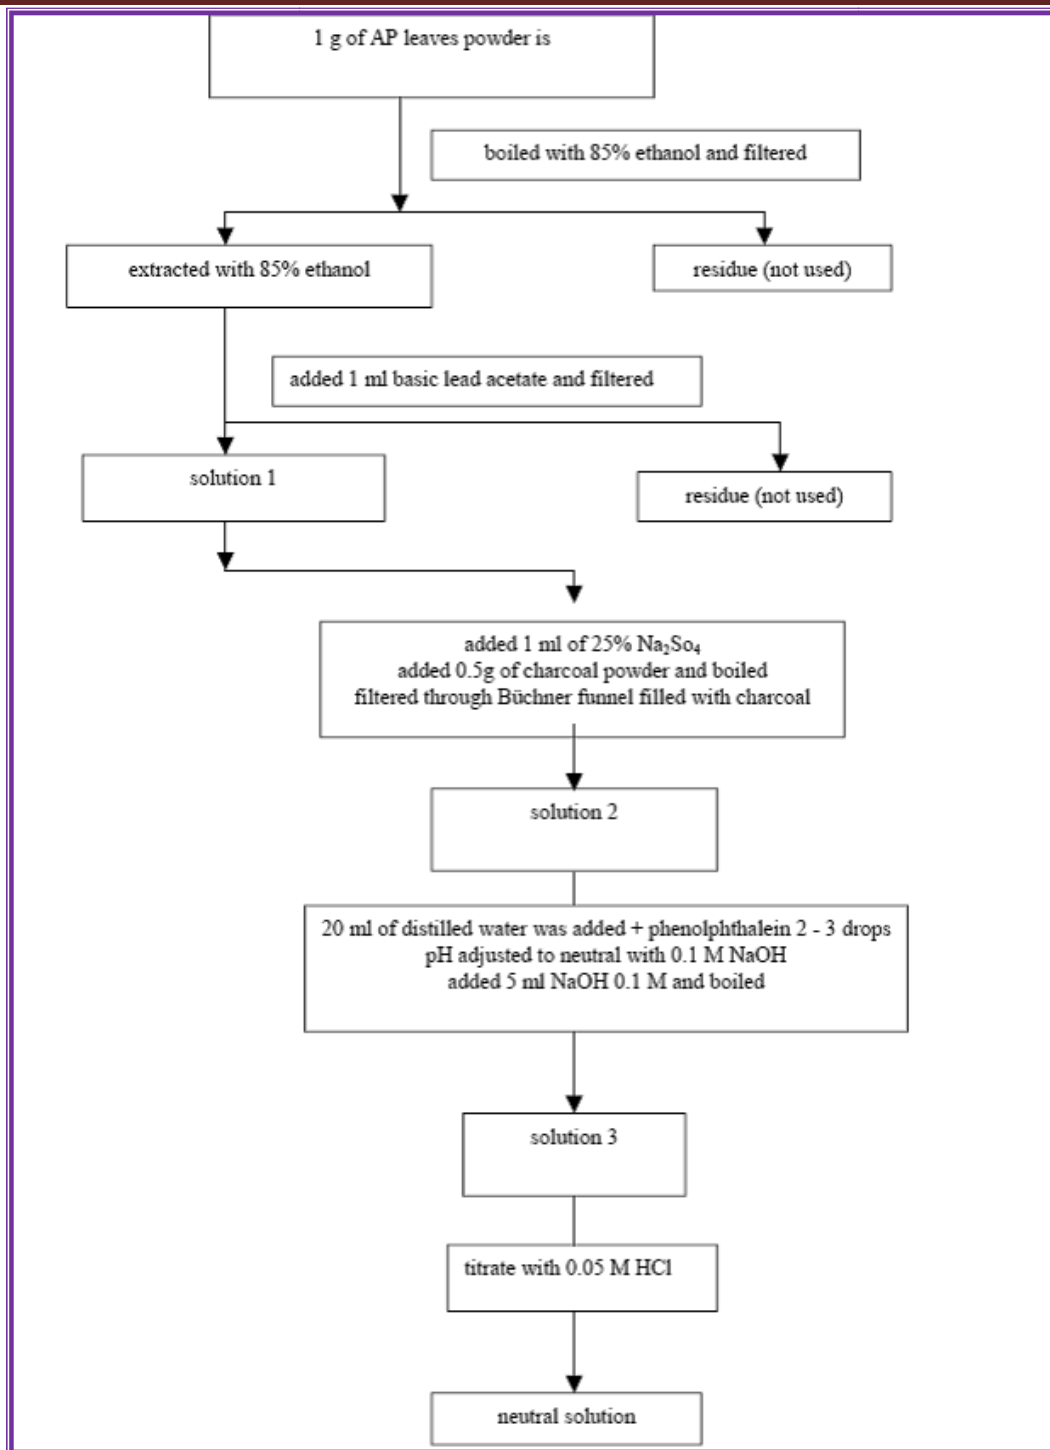 1 g of AP leaves powder is
boiled with 85% ethanol and filtered
extracted with 85% ethanol
residue (not used)
added 1 ml basic lead acetate and filtered
solution 1
residue (not used)
added 1 ml of 25% Na₂So₄
added 0.5g of charcoal powder and boiled
filtered through Büchner funnel filled with charcoal
solution 2
20 ml of distilled water was added + phenolphthalein 2 - 3 drops
pH adjusted to neutral with 0.1 M NaOH
added 5 ml NaOH 0.1 M and boiled
solution 3
titrate with 0.05 M HCl
neutral solution